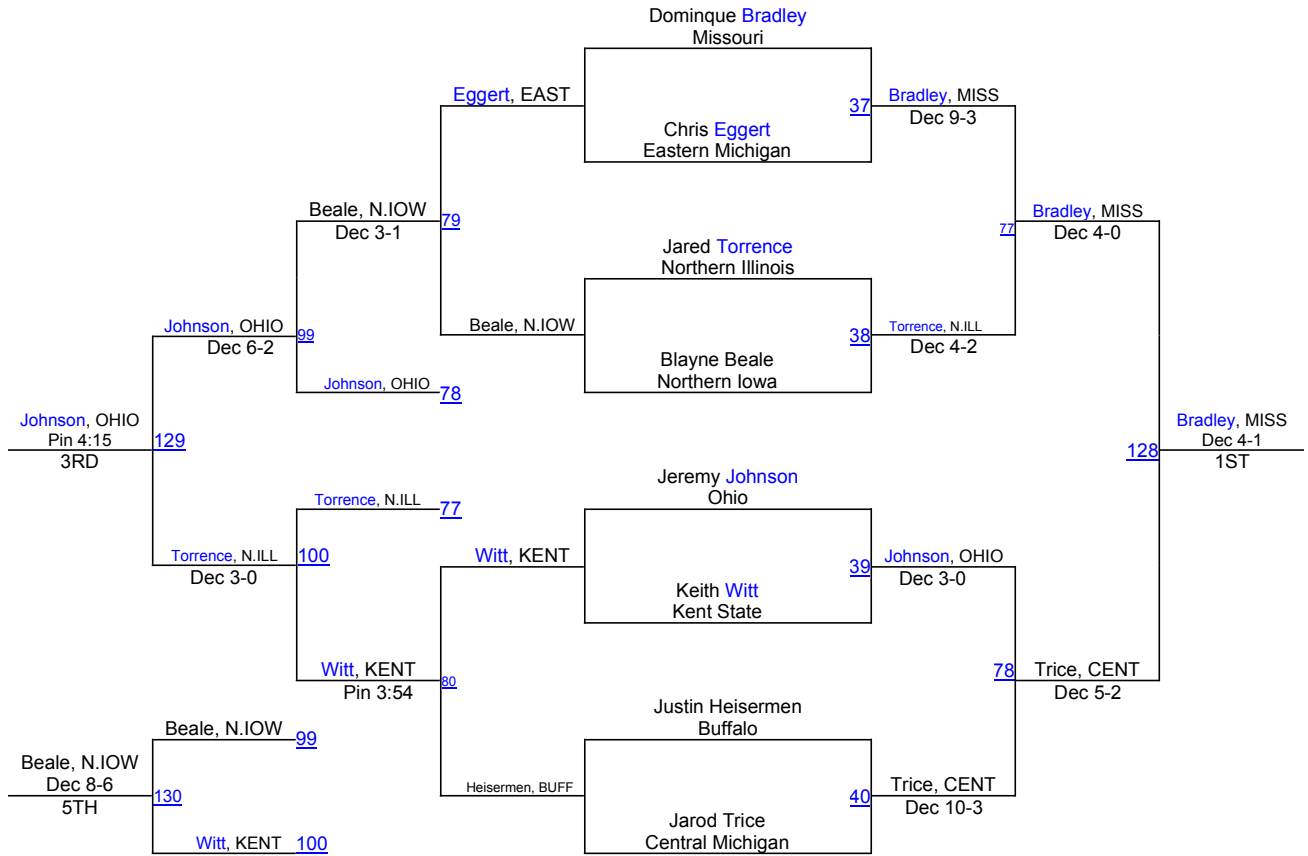 Dominque Bradley
Missouri
Eggert, EAST
37
Bradley, MISS
Dec 9-3
Chris Eggert
Eastern Michigan
Beale, N.IOW
Dec 3-1
79
Bradley, MISS
Dec 4-0
77
Jared Torrence
Northern Illinois
Johnson, OHIO
Dec 6-2
99
Beale, N.IOW
38
Torrence, N.ILL
Dec 4-2
Blayne Beale
Northern Iowa
Johnson, OHIO
78
Johnson, OHIO
Pin 4:15
3RD
129
Bradley, MISS
Dec 4-1
1ST
128
Jeremy Johnson
Ohio
Torrence, N.ILL
77
Torrence, N.ILL
Dec 3-0
100
Witt, KENT
39
Johnson, OHIO
Dec 3-0
Keith Witt
Kent State
Witt, KENT
Pin 3:54
80
78
Trice, CENT
Dec 5-2
Justin Heisermen
Buffalo
Beale, N.IOW
99
Beale, N.IOW
Dec 8-6
5TH
130
Heisermen, BUFF
40
Trice, CENT
Dec 10-3
Jarod Trice
Central Michigan
Witt, KENT
100